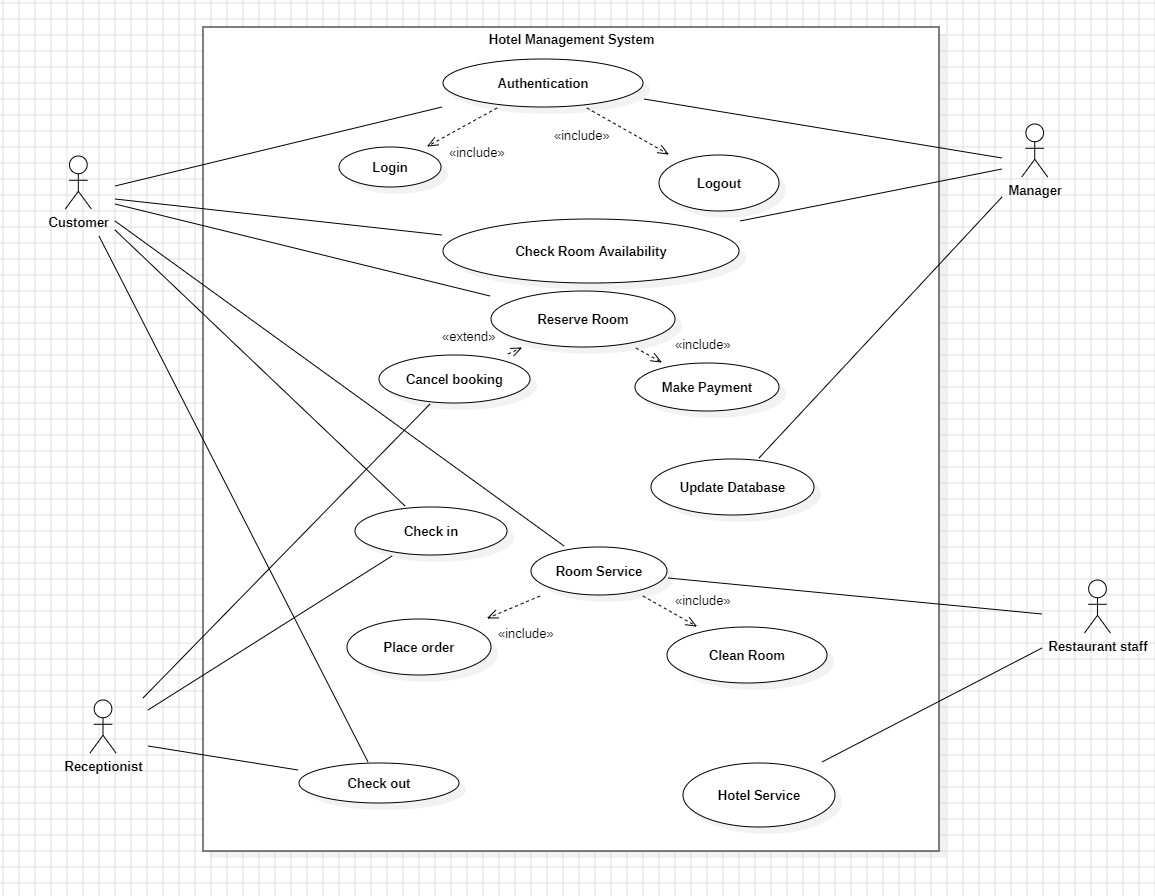 Hotel Management System
Authentication
«include»
«include»
Login
Logout
Manager
Customer
Check Room Availability
Reserve Room
«extend»
«include»
Cancel booking
Make Payment
Update Database
Check in
Room Service
«include»
«include»
Place order
Clean Room
Restaurant staff
Receptionist
Check out
Hotel Service